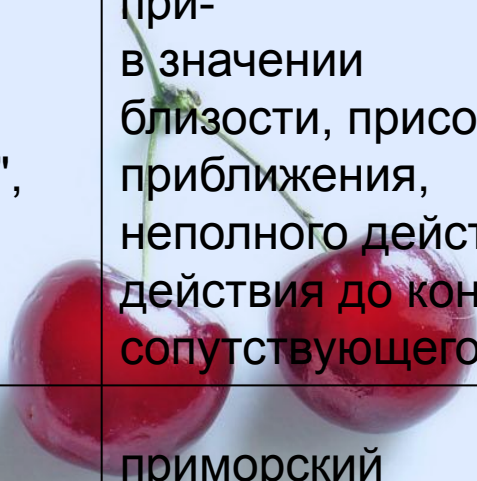 при-
в значении
близости, присо
",
приближения,
неполного дейст
действия до кон
сопутствующего
приморский